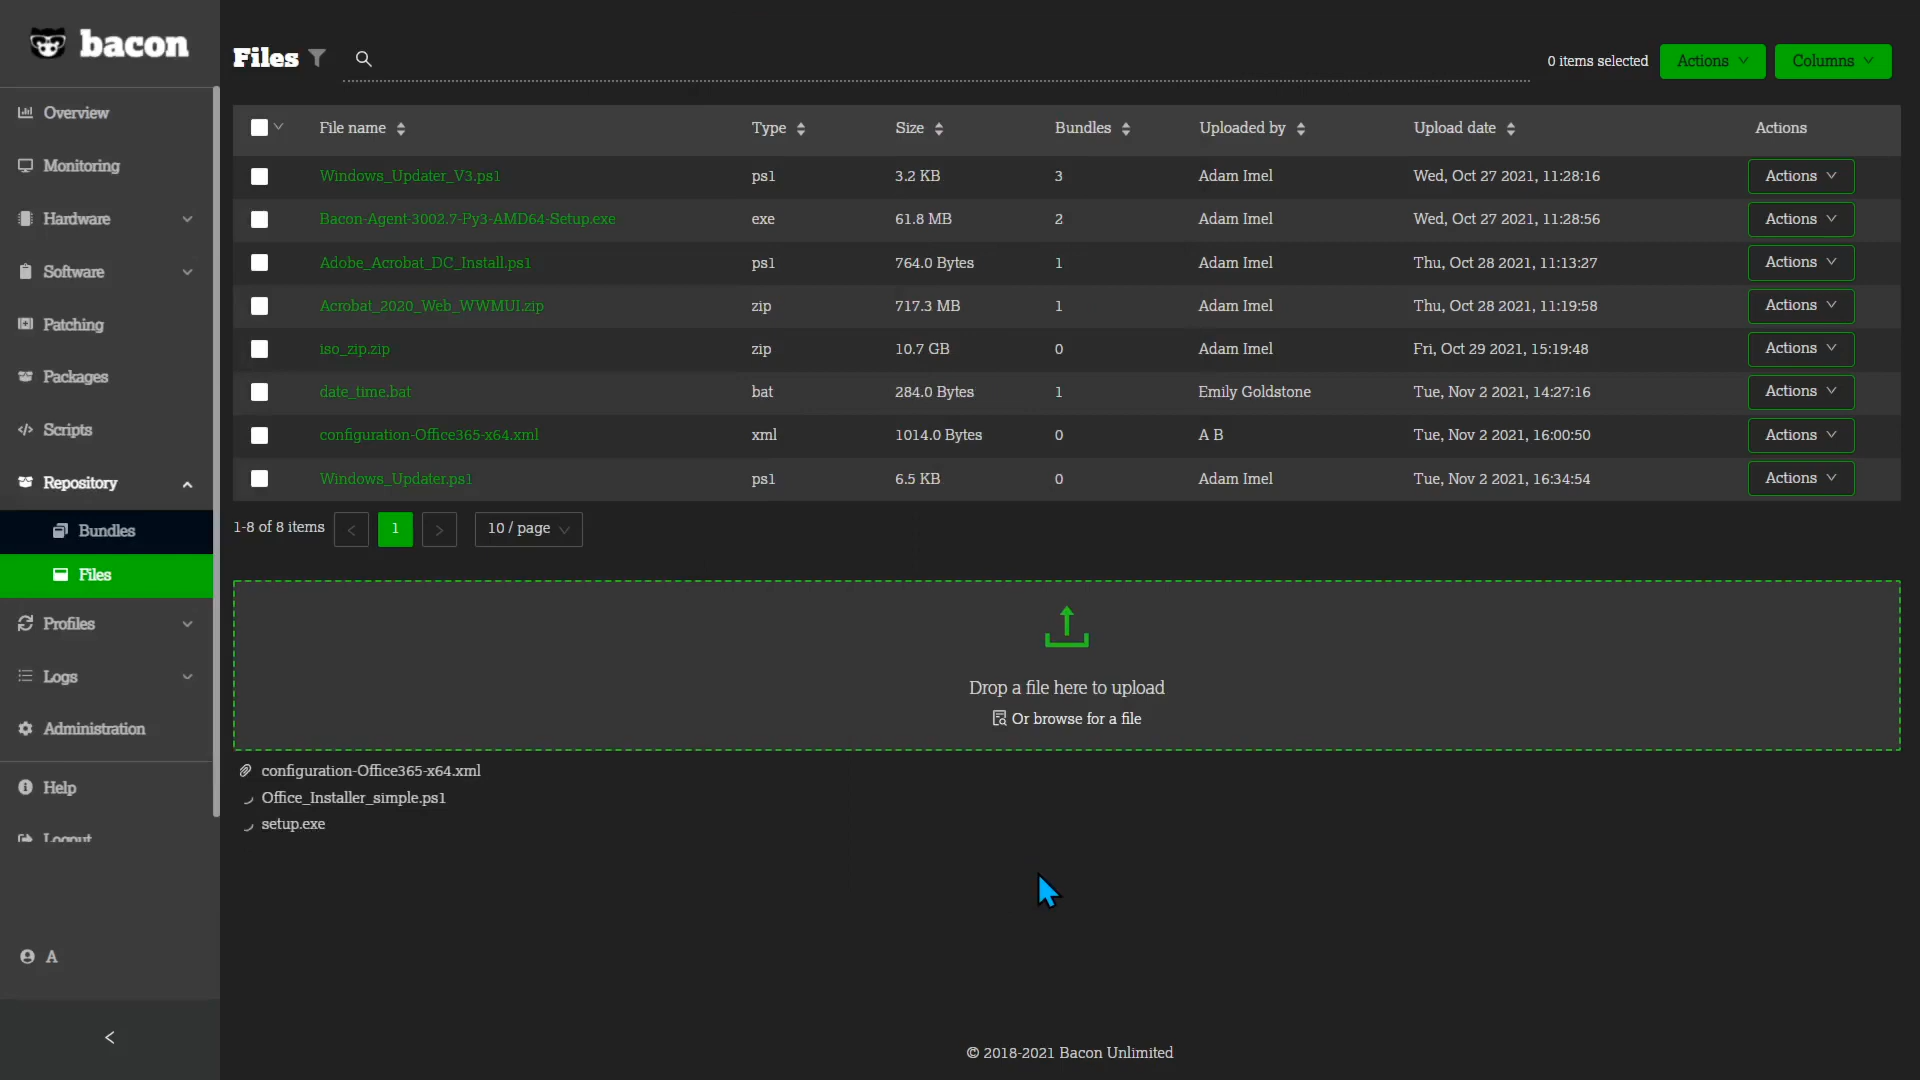 bacon
Overview
Monitoring
Hardware
Software
Patching
Packages
Scripts
Repository
Bundles
Files
Profiles
Logs
Administration
Help
Logout
A
Files
0 items selected Actions Columns
File name Type Size Bundles Uploaded by Upload date Actions
Windows_Updater_V3.ps1 ps1 3.2 KB 3 Adam Imel Wed, Oct 27 2021, 11:28:16 Actions
Bacon-Agent-3002.7-Py3-AMD64-Setup.exe exe 61.8 MB 2 Adam Imel Wed, Oct 27 2021, 11:28:56 Actions
Adobe_Acrobat_DC_Install.ps1 ps1 764.0 Bytes 1 Adam Imel Thu, Oct 28 2021, 11:13:27 Actions
Acrobat_2020_Web_WWMUI.zip zip 717.3 MB 1 Adam Imel Thu, Oct 28 2021, 11:19:58 Actions
iso_zip.zip zip 10.7 GB 0 Adam Imel Fri, Oct 29 2021, 15:19:48 Actions
date_time.bat bat 284.0 Bytes 1 Emily Goldstone Tue, Nov 2 2021, 14:27:16 Actions
configuration-Office365-x64.xml xml 1014.0 Bytes 0 A B Tue, Nov 2 2021, 16:00:50 Actions
Windows_Updater.ps1 ps1 6.5 KB 0 Adam Imel Tue, Nov 2 2021, 16:34:54 Actions
1-8 of 8 items < 1 > 10 / page
Drop a file here to upload
Or browse for a file
configuration-Office365-x64.xml
Office_Installer_simple.ps1
setup.exe
© 2018-2021 Bacon Unlimited